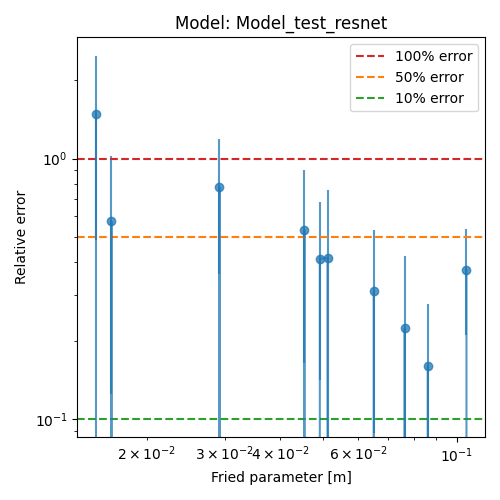 Model: Model_test_resnet
100% error
50% error
10% error
Relative error
10⁰
10⁻¹
2 × 10⁻² 3 × 10⁻² 4 × 10⁻² 6 × 10⁻² 10⁻¹
Fried parameter [m]